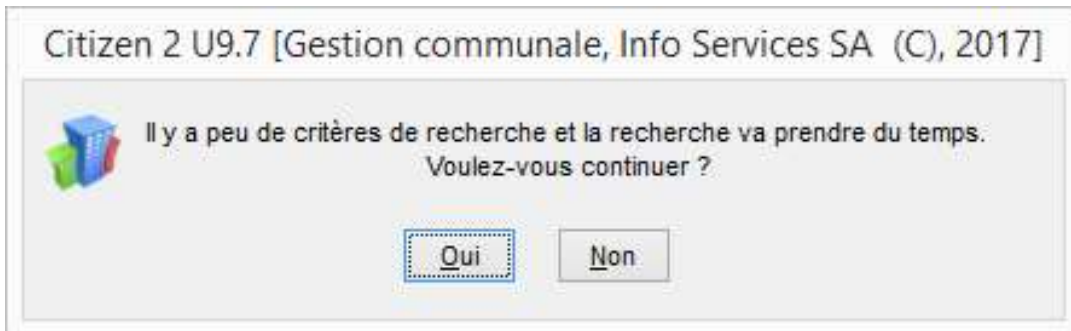 Citizen 2 U9.7 [Gestion communale, Info Services SA (C), 2017]
Il y a peu de critères de recherche et la recherche va prendre du temps.
Voulez-vous continuer ?
Oui Non